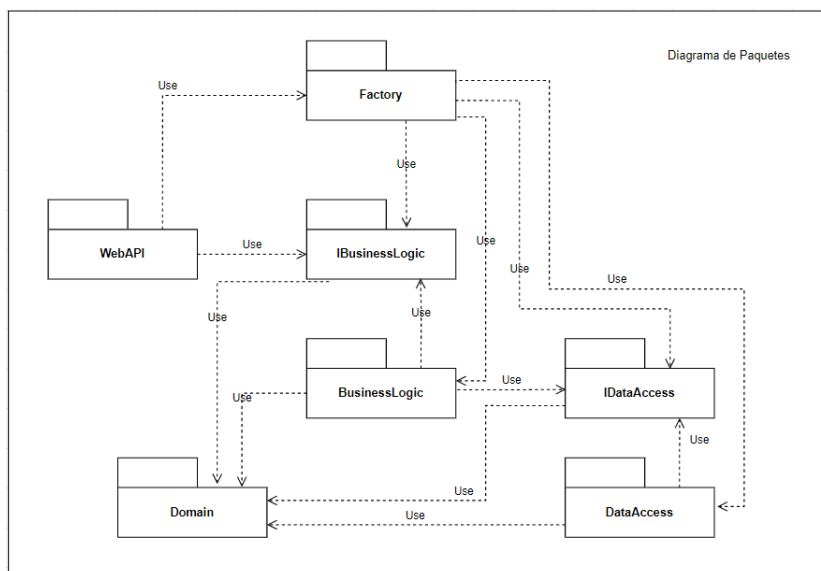 Diagrama de Paquetes
Factory
Use
Use
WebAPI
Use
IBusinessLogic
Use
Use
Use
Use
Use
BusinessLogic
Use
IDataAccess
Use
Use
Use
Domain
Use
DataAccess